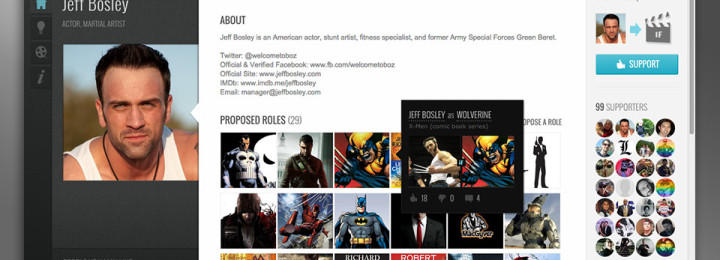 Jeff Bosley
ACTOR, MARTIAL ARTIST
ABOUT
Jeff Bosley is an American actor, stunt artist, fitness specialist, and former Army Special Forces Green Beret.
Twitter: @welcometoboz
Official & Verified Facebook: www.fb.com/welcometoboz
Official Site: www.jeffbosley.com
IMDb: www.imdb.me/jeffbosley
Email: manager@jeffbosley.com
PROPOSED ROLES (29)
OPOSE A ROLE
JEFF BOSLEY as WOLVERINE
X-Men (comic book series)
18 0 4
MacGyver
RICHARD
ROBERT
IF
SUPPORT
99 SUPPORTERS